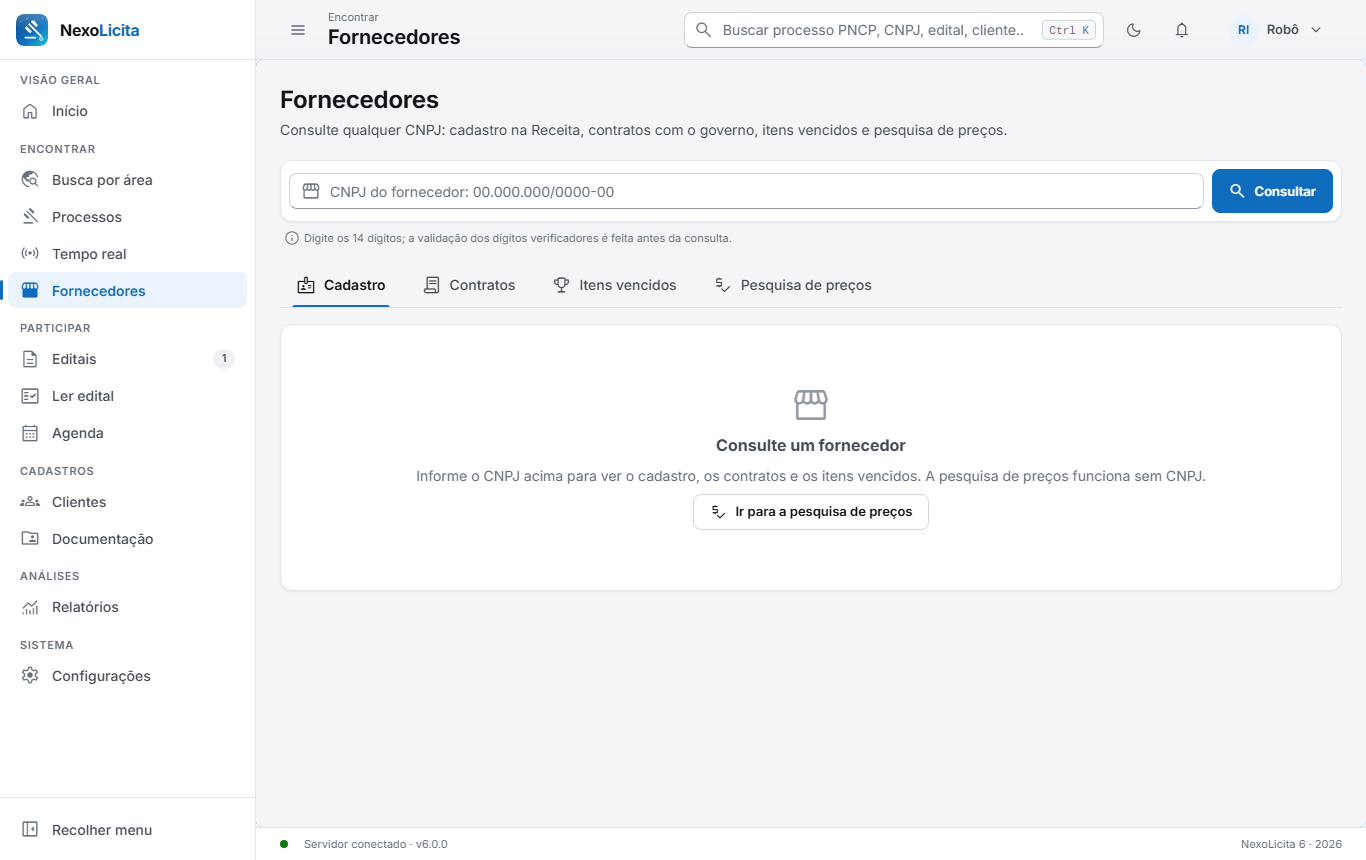 NexoLicita
Encontrar
Fornecedores
Buscar processo PNCP, CNPJ, edital, cliente..
Ctrl K
RI
Robô
VISÃO GERAL
Início
ENCONTRAR
Busca por área
Processos
Tempo real
Fornecedores
PARTICIPAR
Editais
1
Ler edital
Agenda
CADASTROS
Clientes
Documentação
ANÁLISES
Relatórios
SISTEMA
Configurações
Recolher menu
Fornecedores
Consulte qualquer CNPJ: cadastro na Receita, contratos com o governo, itens vencidos e pesquisa de preços.
CNPJ do fornecedor: 00.000.000/0000-00
Consultar
Digite os 14 dígitos; a validação dos dígitos verificadores é feita antes da consulta.
Cadastro
Contratos
Itens vencidos
Pesquisa de preços
Consulte um fornecedor
Informe o CNPJ acima para ver o cadastro, os contratos e os itens vencidos. A pesquisa de preços funciona sem CNPJ.
Ir para a pesquisa de preços
Servidor conectado · v6.0.0
NexoLicita 6 · 2026